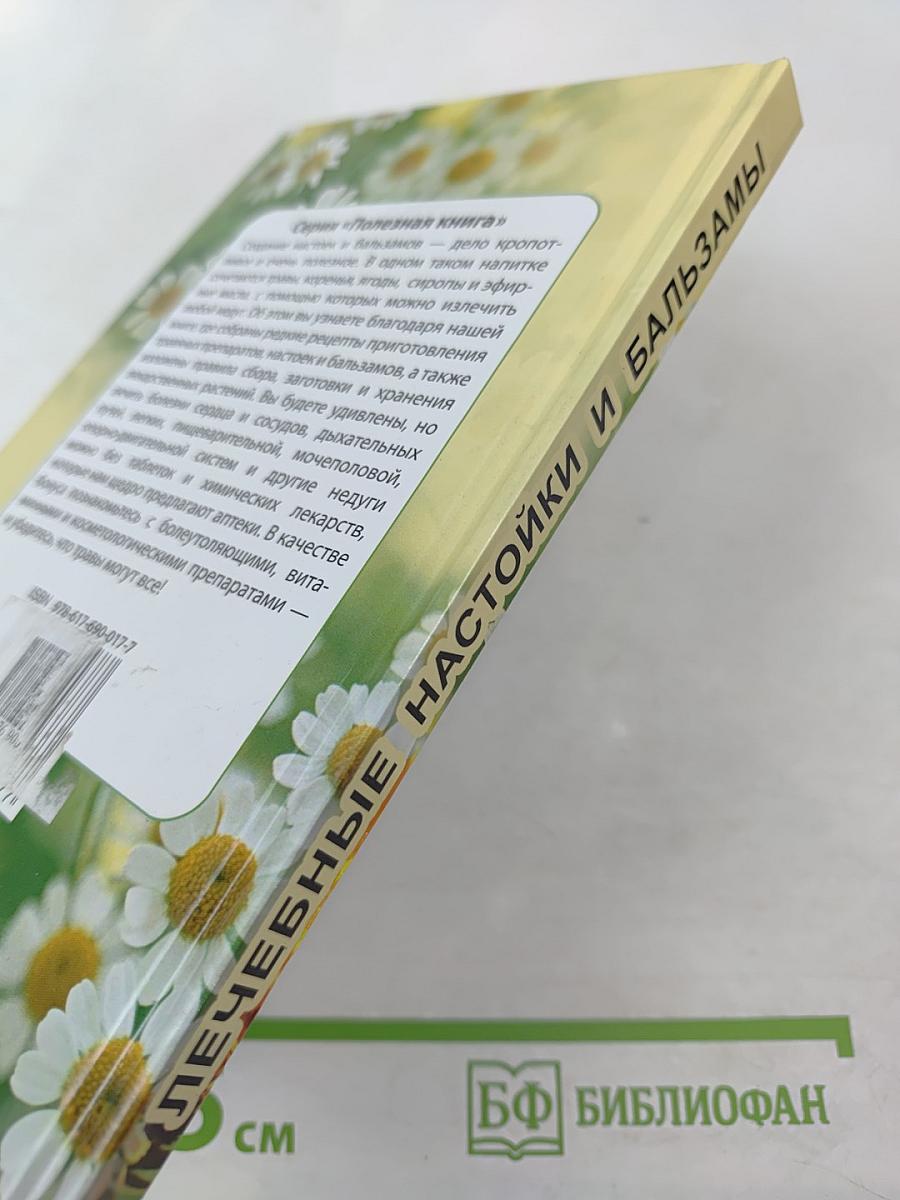 Серия «Полезная книга»
Создание настоек и бальзамов — дело кропот-
ливое и очень полезное. В одном таком напитке
сочетаются травы, коренья, ягоды, сиропы и эфир-
ные масла, с помощью которых можно излечить
любой недуг. Об этом вы узнаете благодаря нашей
книге, где собраны редкие рецепты приготовления
травяных препаратов, настоек и бальзамов, а также
изложены правила сбора, заготовки и хранения
лекарственных растений. Вы будете удивлены, но
лечить болезни сердца и сосудов, дыхательных
путей, легких, пищеварительной, мочеполовой,
опорно-двигательной систем и другие недуги
можно без таблеток и химических лекарств,
которые нам щедро предлагают аптеки. В качестве
бонуса познакомьтесь с болеутоляющими, вита-
минными и косметологическими препаратами —
и убедитесь, что травы могут все!
ISBN 978-617-690-017-7
ЛЕЧЕБНЫЕ НАСТОЙКИ И БАЛЬЗАМЫ
см
БФ БИБЛИОФАН